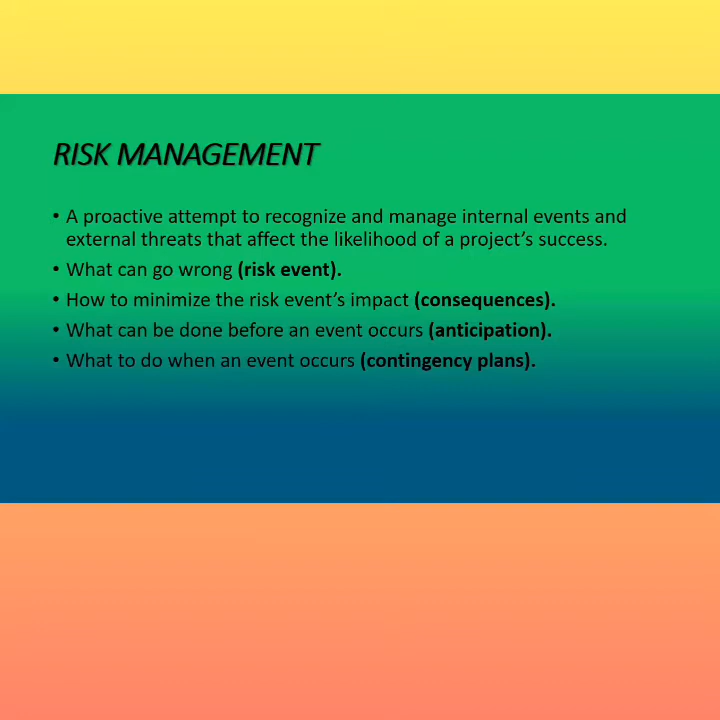 RISK MANAGEMENT
• A proactive attempt to recognize and manage internal events and
external threats that affect the likelihood of a project’s success.
• What can go wrong (risk event).
• How to minimize the risk event’s impact (consequences).
• What can be done before an event occurs (anticipation).
• What to do when an event occurs (contingency plans).